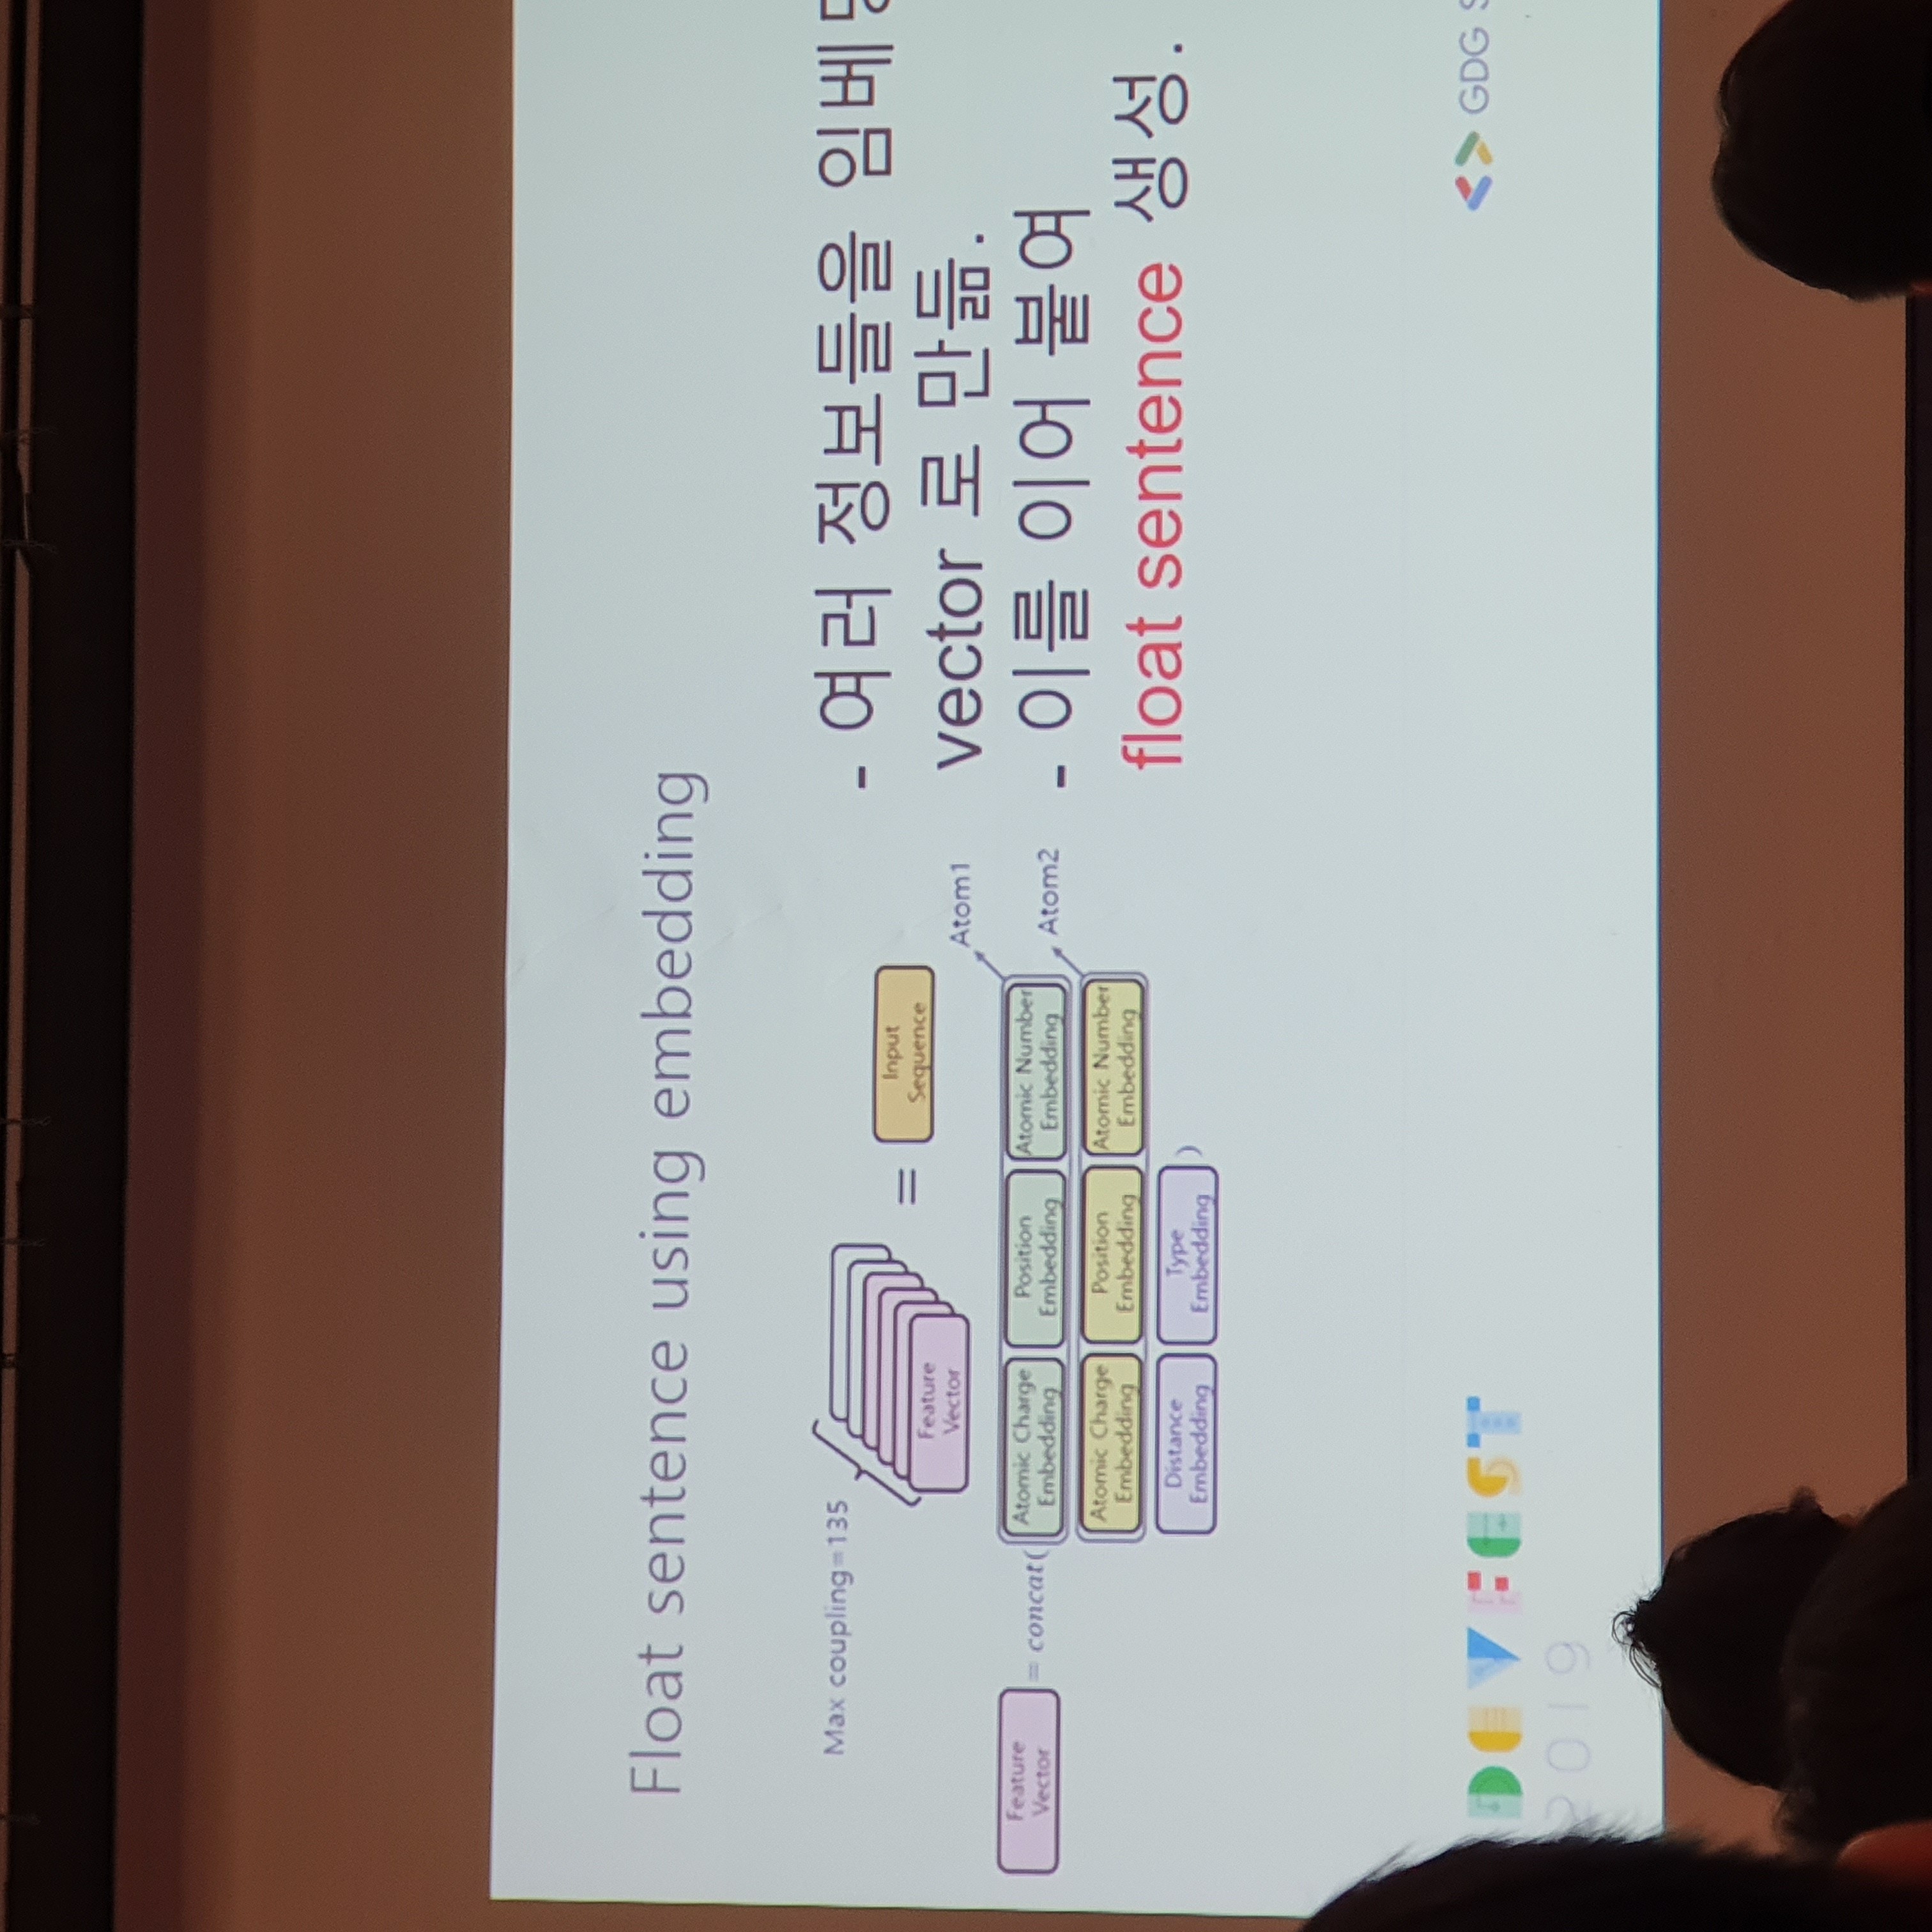 Float sentence using embedding
Max coupling=135
Feature
Vector
=
Input
Sequence
Feature
Vector
= concat(
Atomic Charge
Embedding
Position
Embedding
Atomic Number
Embedding
Atom1
Atomic Charge
Embedding
Position
Embedding
Atomic Number
Embedding
Atom2
Distance
Embedding
Type
Embedding
)
- 여러 정보들을 임베
vector 로 만듦.
- 이를 이어 붙여
float sentence 생성.
DEVFEST
2019
GDG S